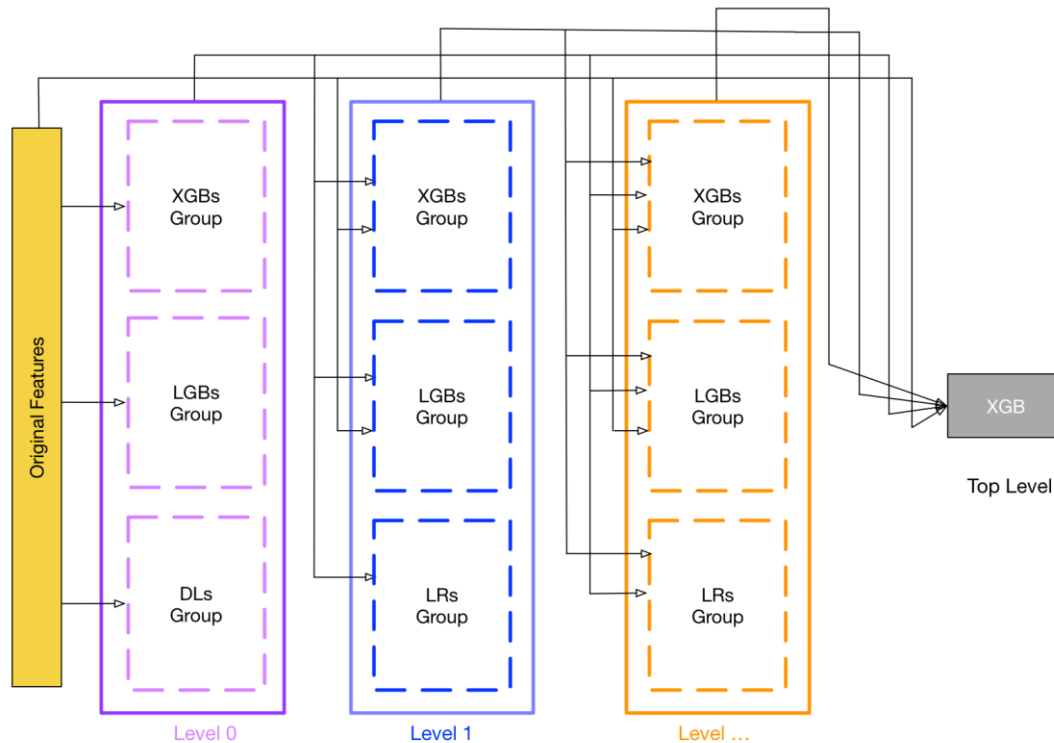 Original Features
XGBs
Group
LGBs
Group
DLs
Group
Level 0
XGBs
Group
LGBs
Group
LRs
Group
Level 1
XGBs
Group
LGBs
Group
LRs
Group
Level ...
XGB
Top Level